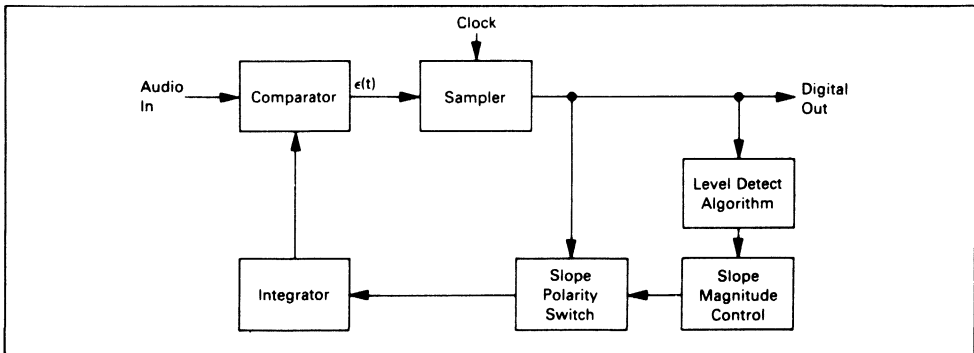 Clock
Audio
In
Comparator
ϵ(t)
Sampler
Digital
Out
Level Detect
Algorithm
Integrator
Slope
Polarity
Switch
Slope
Magnitude
Control